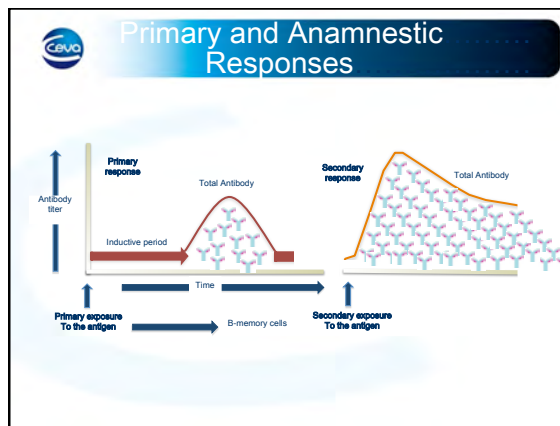 ceva
Primary and Anamnestic
Responses
Primary
response
Secondary
response
Total Antibody
Total Antibody
Antibody
titer
Inductive period
Time
Primary exposure
To the antigen
Secondary exposure
To the antigen
B-memory cells